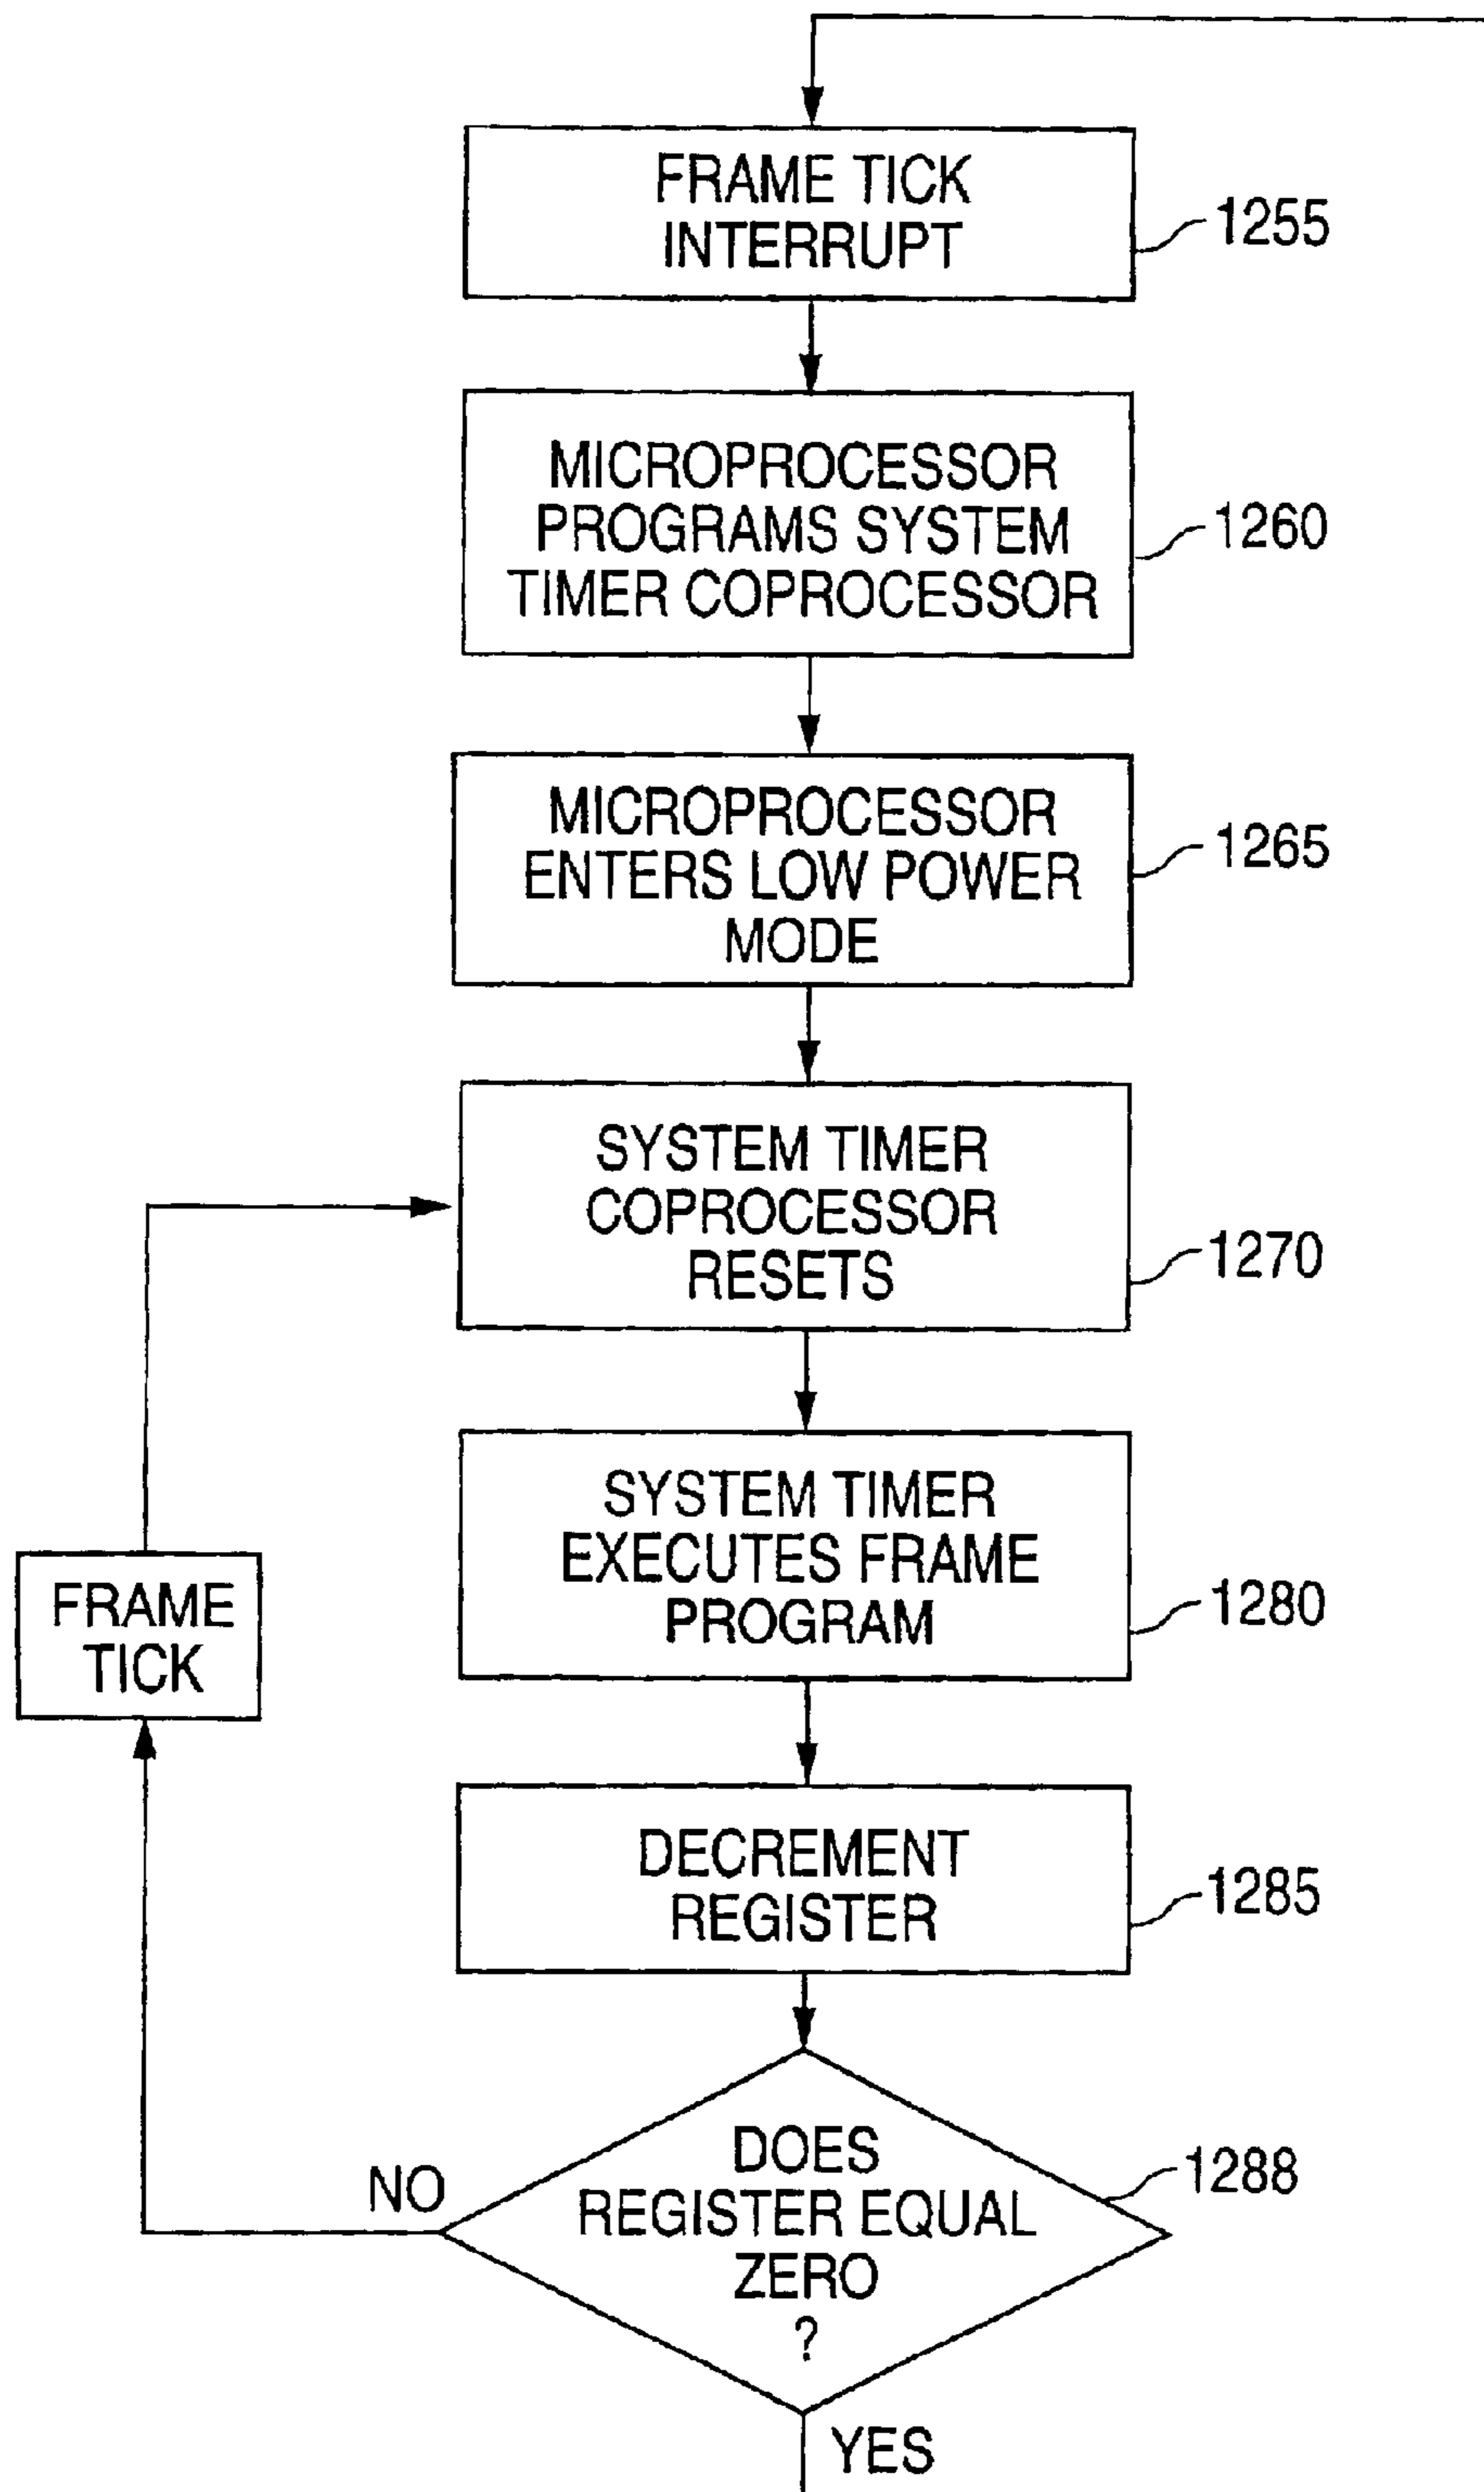 FRAME TICK
INTERRUPT
1255
MICROPROCESSOR
PROGRAMS SYSTEM
TIMER COPROCESSOR
1260
MICROPROCESSOR
ENTERS LOW POWER
MODE
1265
SYSTEM TIMER
COPROCESSOR
RESETS
1270
SYSTEM TIMER
EXECUTES FRAME
PROGRAM
1280
FRAME
TICK
DECREMENT
REGISTER
1285
DOES
REGISTER EQUAL
ZERO
?
1288
NO
YES